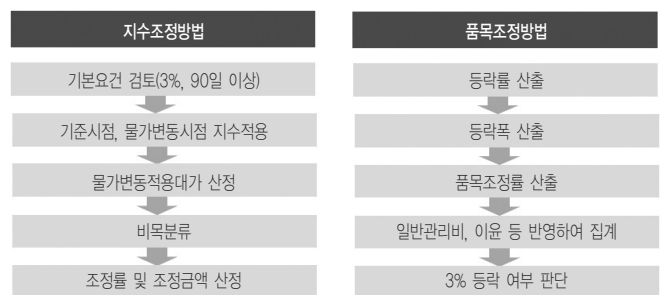 지수조정방법
기본요건 검토(3%, 90일 이상)
기준시점, 물가변동시점 지수적용
물가변동적용대가 산정
비목분류
조정률 및 조정금액 산정
품목조정방법
등락률 산출
등락폭 산출
품목조정률 산출
일반관리비, 이윤 등 반영하여 집계
3% 등락 여부 판단